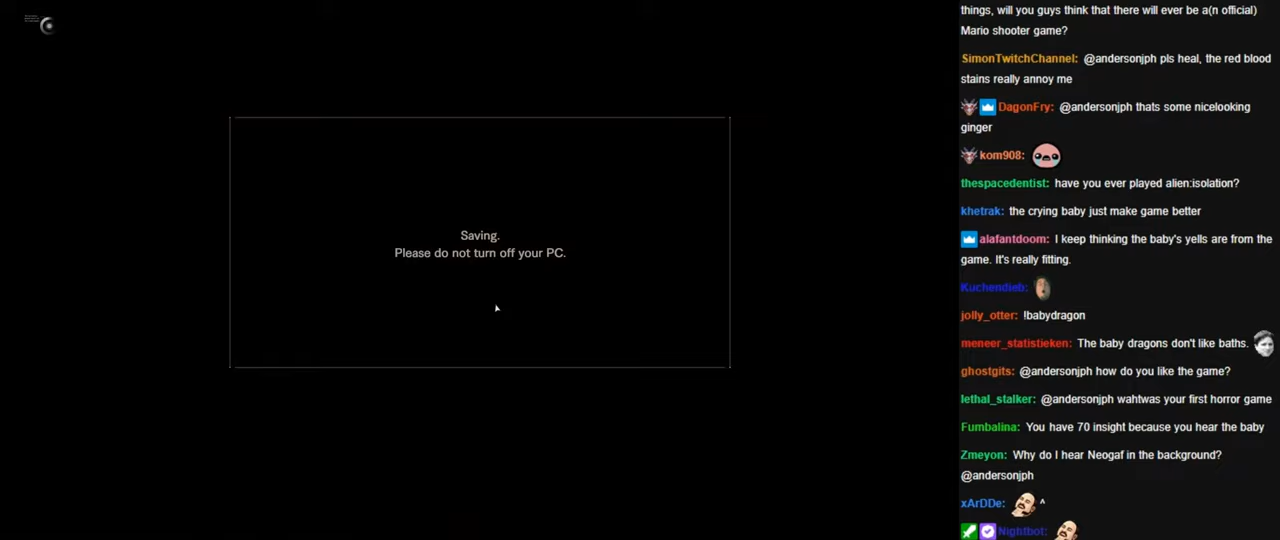 Saving.
Please do not turn off your PC.
things, will you guys think that there will ever be a(n official)
Mario shooter game?
SimonTwitchChannel: @andersonjph pls heal, the red blood
stains really annoy me
DagonFry: @andersonjph thats some nicelooking
ginger
kom908:
thespacedentist: have you ever played alien:isolation?
khetrak: the crying baby just make game better
alafantdoom: I keep thinking the baby's yells are from the
game. It's really fitting.
Kuchendieb:
jolly_otter: !babydragon
meneer_statistieken: The baby dragons don't like baths.
ghostgits: @andersonjph how do you like the game?
lethal_stalker: @andersonjph wahtwas your first horror game
Fumbalina: You have 70 insight because you hear the baby
Zmeyon: Why do I hear Neogaf in the background?
@andersonjph
xArDDe: ^
Nightbot: